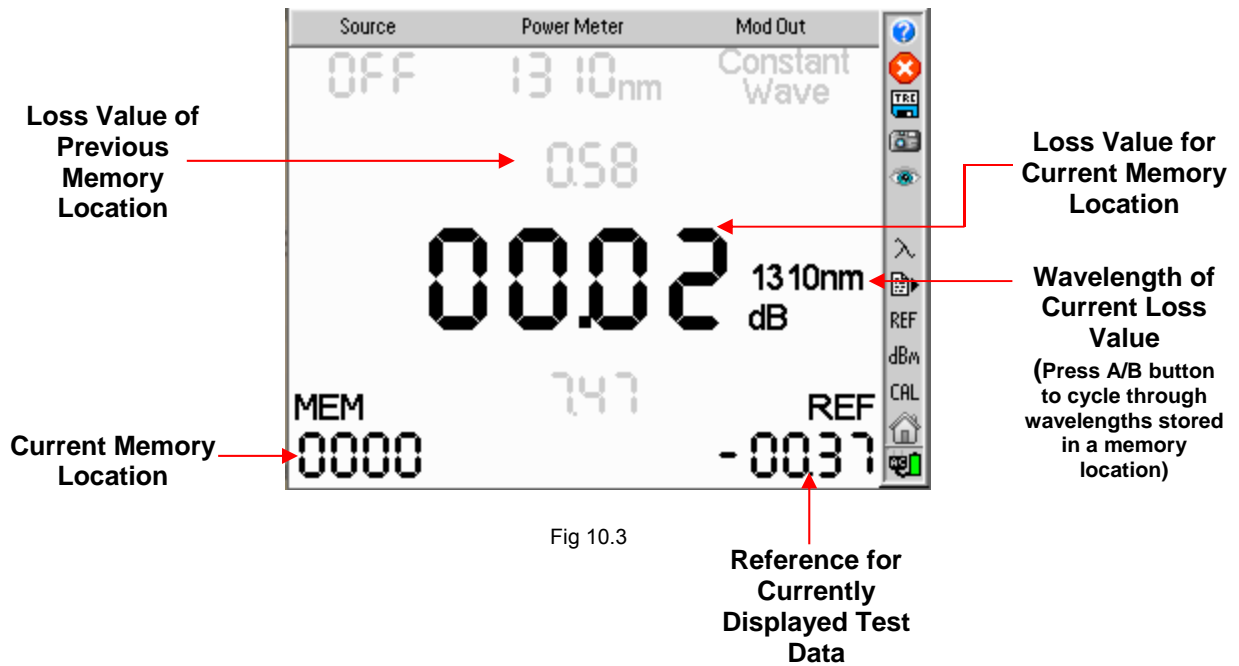 Source Power Meter Mod Out
OFF 1310nm Constant Wave
TRC
Loss Value of
Previous
Memory
Location
0.58
Loss Value for
Current Memory
Location
00.02
1310nm
dB
Wavelength of
Current Loss
Value
(Press A/B button
to cycle through
wavelengths stored
in a memory
location)
λ
REF
dBm
CAL
7.47
MEM
0000
REF
-00.37
AC
Current Memory
Location
Fig 10.3
Reference for
Currently
Displayed Test
Data